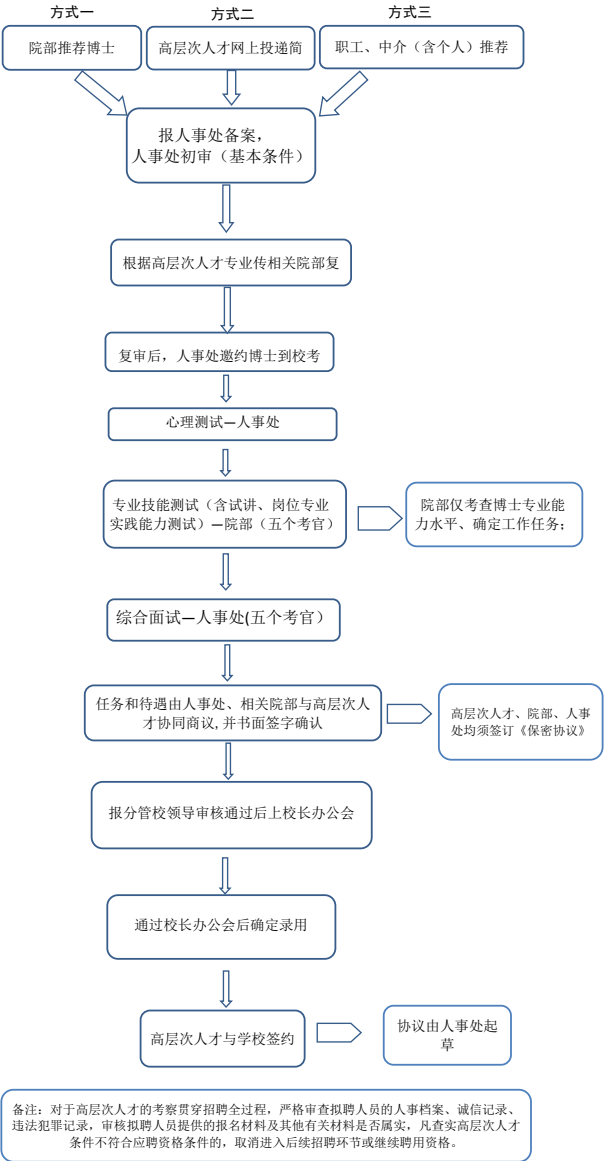 方式一
方式二
方式三
院部推荐博士
高层次人才网上投递简
职工、中介（含个人）推荐
报人事处备案，
人事处初审（基本条件）
根据高层次人才专业传相关院部复
复审后，人事处邀约博士到校考
心理测试—人事处
专业技能测试（含试讲、岗位专业
实践能力测试）—院部（五个考官）
院部仅考查博士专业能
力水平、确定工作任务；
综合面试—人事处(五个考官）
任务和待遇由人事处、相关院部与高层次人
才协同商议,并书面签字确认
高层次人才、院部、人事
处均须签订《保密协议》
报分管校领导审核通过后上校长办公会
通过校长办公会后确定录用
高层次人才与学校签约
协议由人事处起
草
备注：对于高层次人才的考察贯穿招聘全过程，严格审查拟聘人员的人事档案、诚信记录、
违法犯罪记录，审核拟聘人员提供的报名材料及其他有关材料是否属实，凡查实高层次人才
条件不符合应聘资格条件的，取消进入后续招聘环节或继续聘用资格。